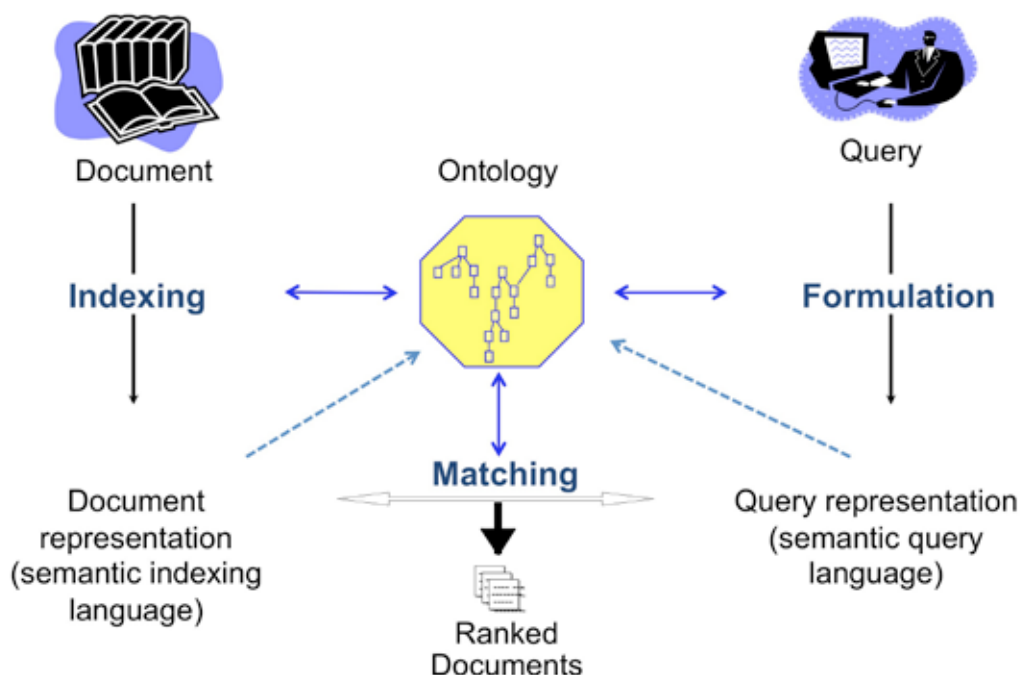 Document
Ontology
Query
Indexing
Formulation
Matching
Document
representation
(semantic indexing
language)
Query representation
(semantic query
language)
Ranked
Documents